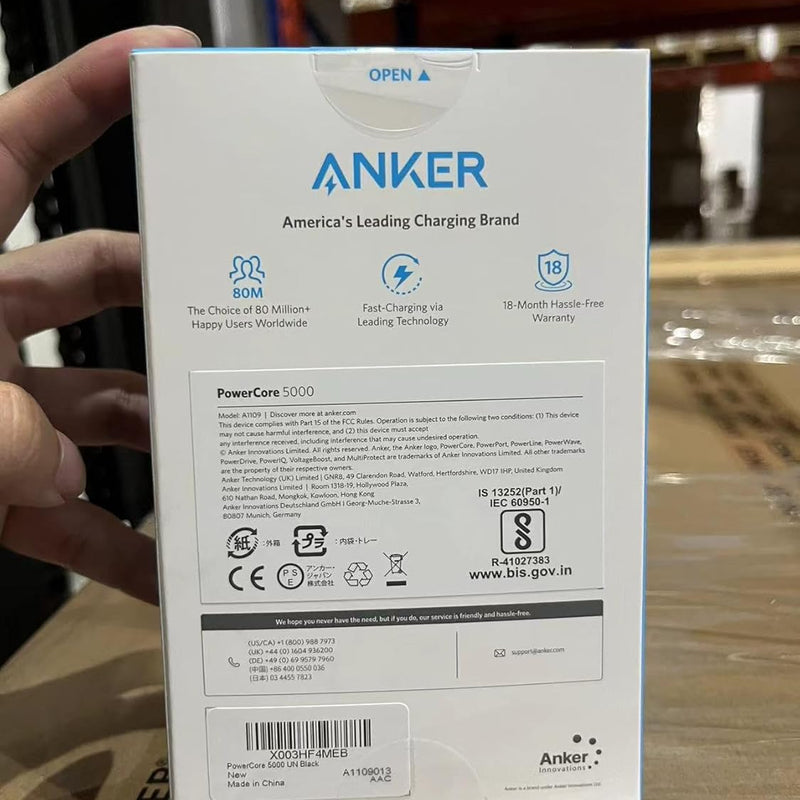 OPEN ▲
ANKER
America's Leading Charging Brand
80M
The Choice of 80 Million+
Happy Users Worldwide
Fast-Charging via
Leading Technology
18
18-Month Hassle-Free
Warranty
PowerCore 5000
Model: A1109 | Discover more at anker.com
This device complies with Part 15 of the FCC Rules. Operation is subject to the following two conditions: (1) This device
may not cause harmful interference, and (2) this device must accept
any interference received, including interference that may cause undesired operation.
© Anker Innovations Limited. All rights reserved. Anker, the Anker logo, PowerCore, PowerPort, PowerLine, PowerWave,
PowerDrive, PowerIQ, VoltageBoost, and MultiProtect are trademarks of Anker Innovations Limited. All other trademarks
are the property of their respective owners.
Anker Technology (UK) Limited | GNR8, 49 Clarendon Road, Watford, Hertfordshire, WD17 1HP, United Kingdom
Anker Innovations Limited | Room 1318-19, Hollywood Plaza,
610 Nathan Road, Mongkok, Kowloon, Hong Kong
Anker Innovations Deutschland GmbH | Georg-Muche-Strasse 3,
80807 Munich, Germany
IS 13252(Part 1)/
IEC 60950-1
R-41027383
www.bis.gov.in
紙 : 外箱
プラ : 内袋・トレー
CE
PSE
アンカー・
ジャパン
株式会社
We hope you never have the need, but if you do, our service is friendly and hassle-free.
(US/CA) +1 (800) 988 7973
(UK) +44 (0) 1604 936200
(DE) +49 (0) 69 9579 7960
(中国) +86 400 0550 036
(日本) 03 4455 7823
support@anker.com
X003HF4MEB
PowerCore 5000 UN Black
New
Made in China
A1109013
AAC
Anker
Innovations
Anker is a brand under Anker Innovations Ltd.